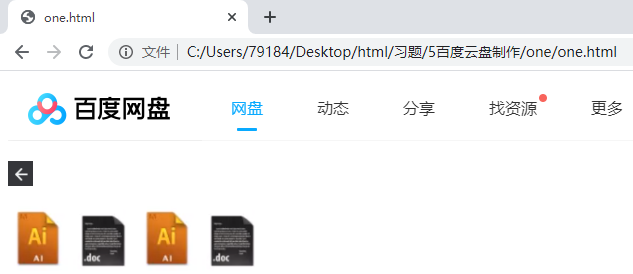 one.html
文件 C:/Users/79184/Desktop/html/习题/5百度云盘制作/one/one.html
百度网盘 网盘 动态 分享 找资源 更多
Ai .doc Ai .doc
AI AI